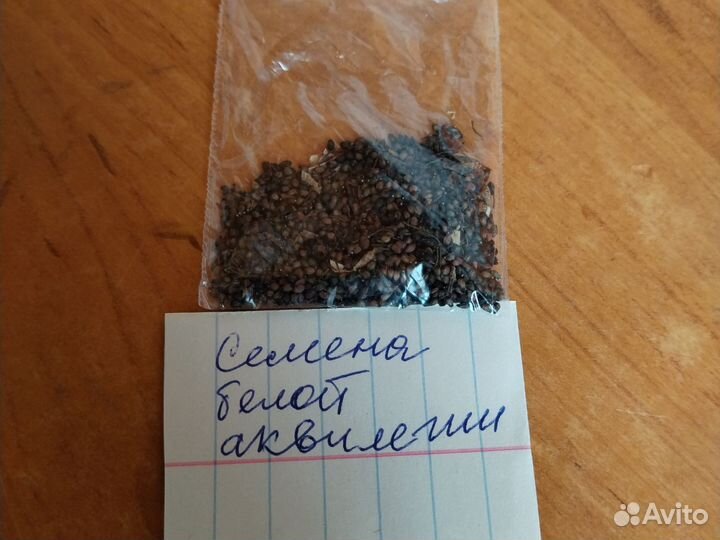 Семена
белой
аквилегии
Avito